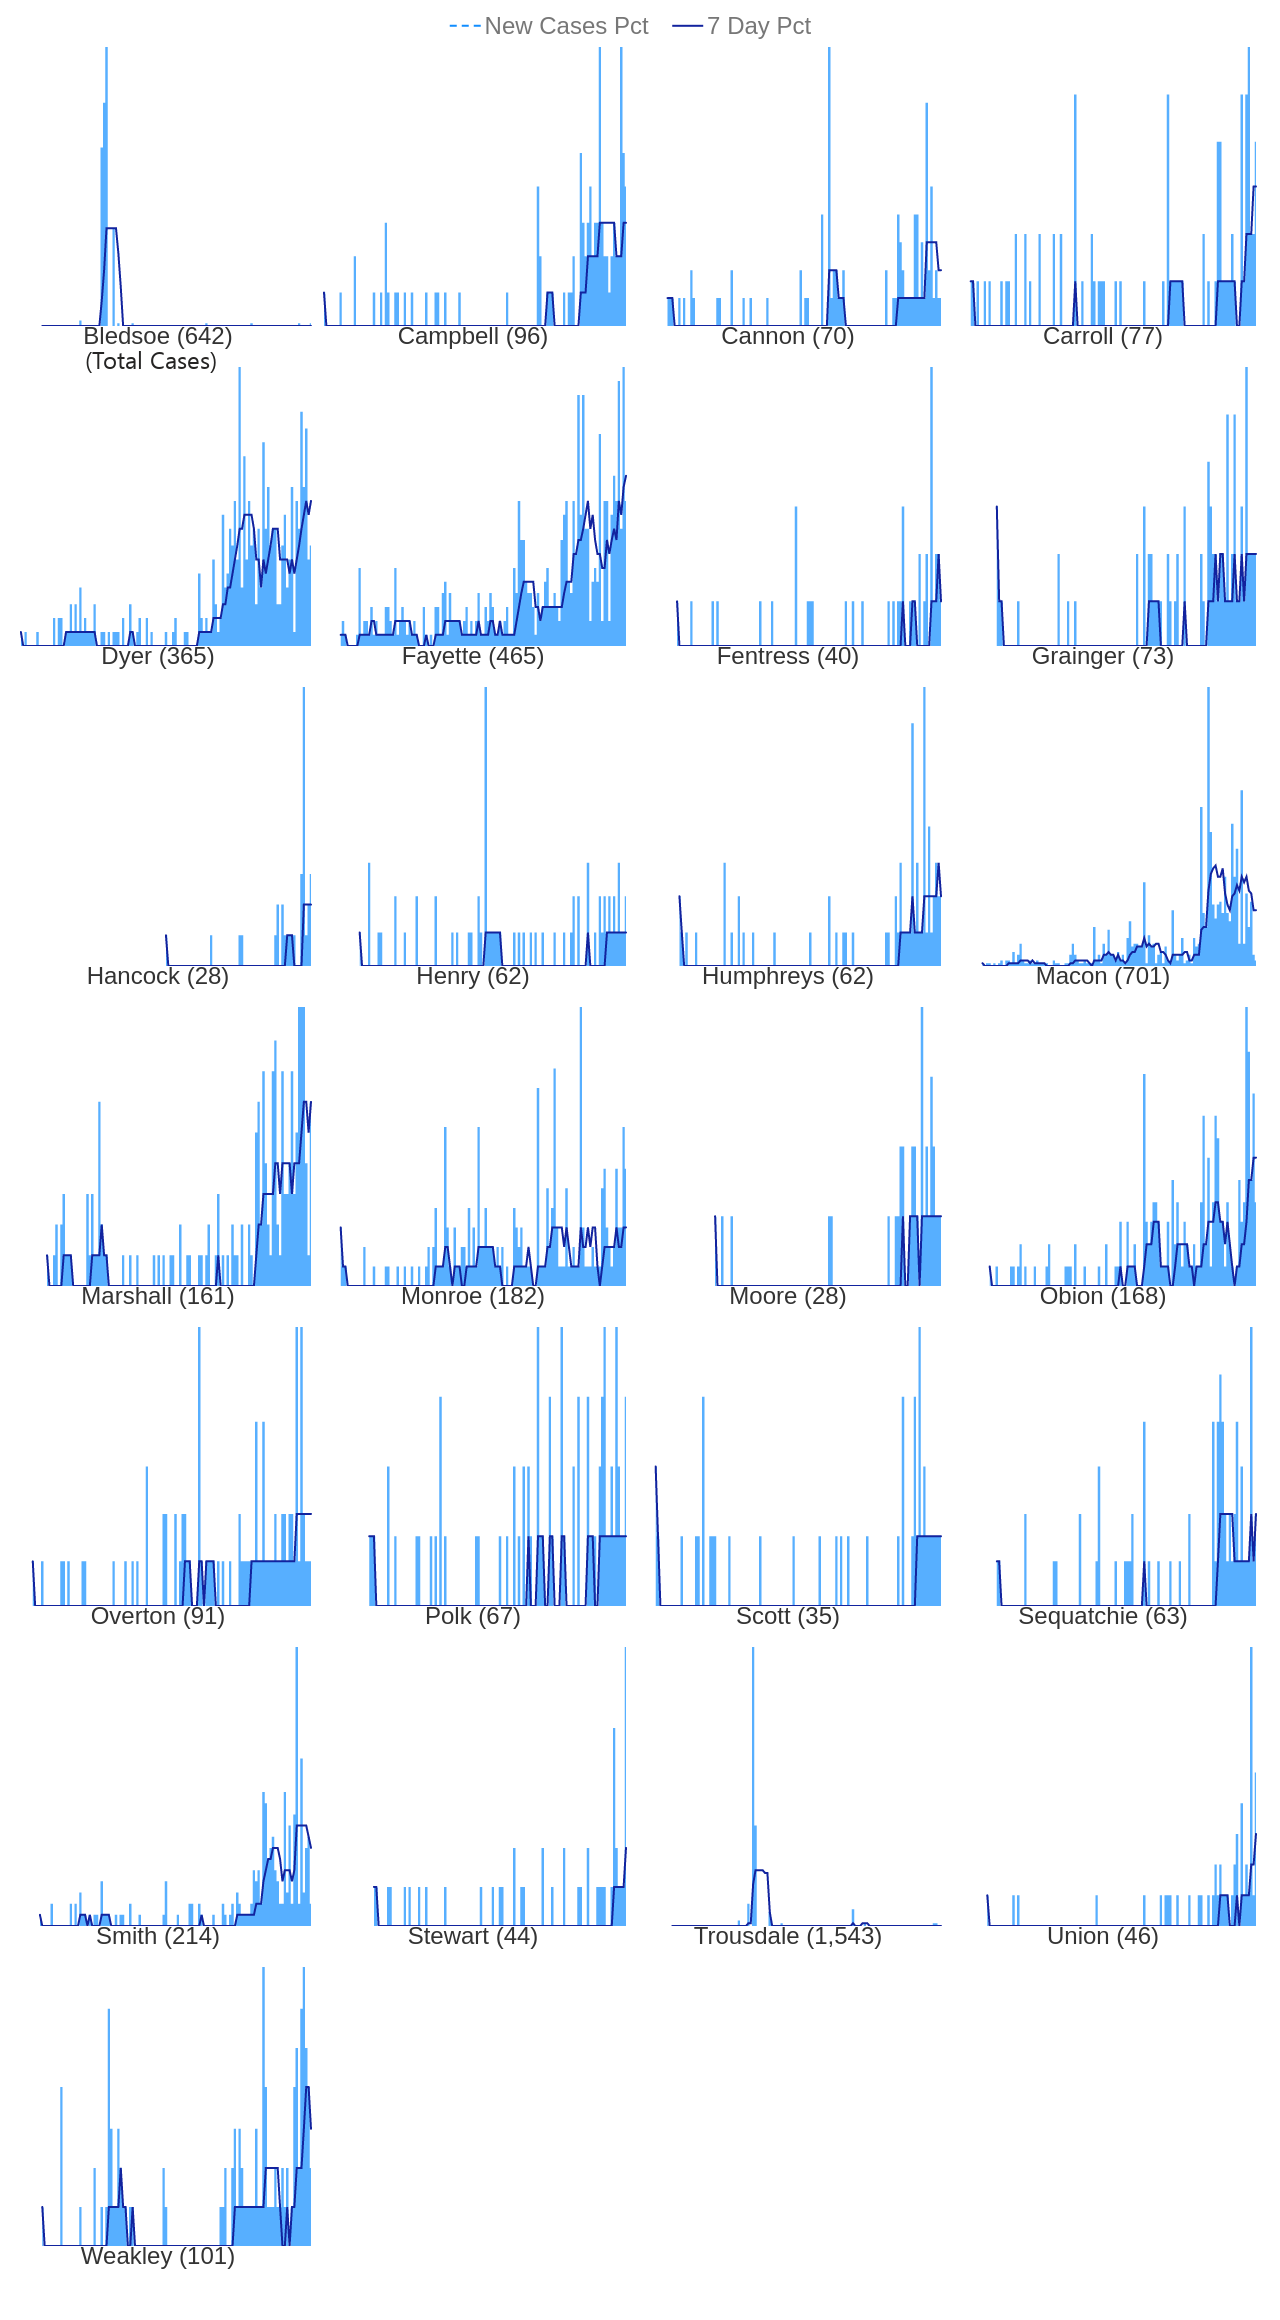 New Cases Pct 7 Day Pct
Bledsoe (642) Campbell (96) Cannon (70) Carroll (77)
(Total Cases)
Dyer (365) Fayette (465) Fentress (40) Grainger (73)
Hancock (28) Henry (62) Humphreys (62) Macon (701)
Marshall (161) Monroe (182) Moore (28) Obion (168)
Overton (91) Polk (67) Scott (35) Sequatchie (63)
Smith (214) Stewart (44) Trousdale (1,543) Union (46)
Weakley (101)